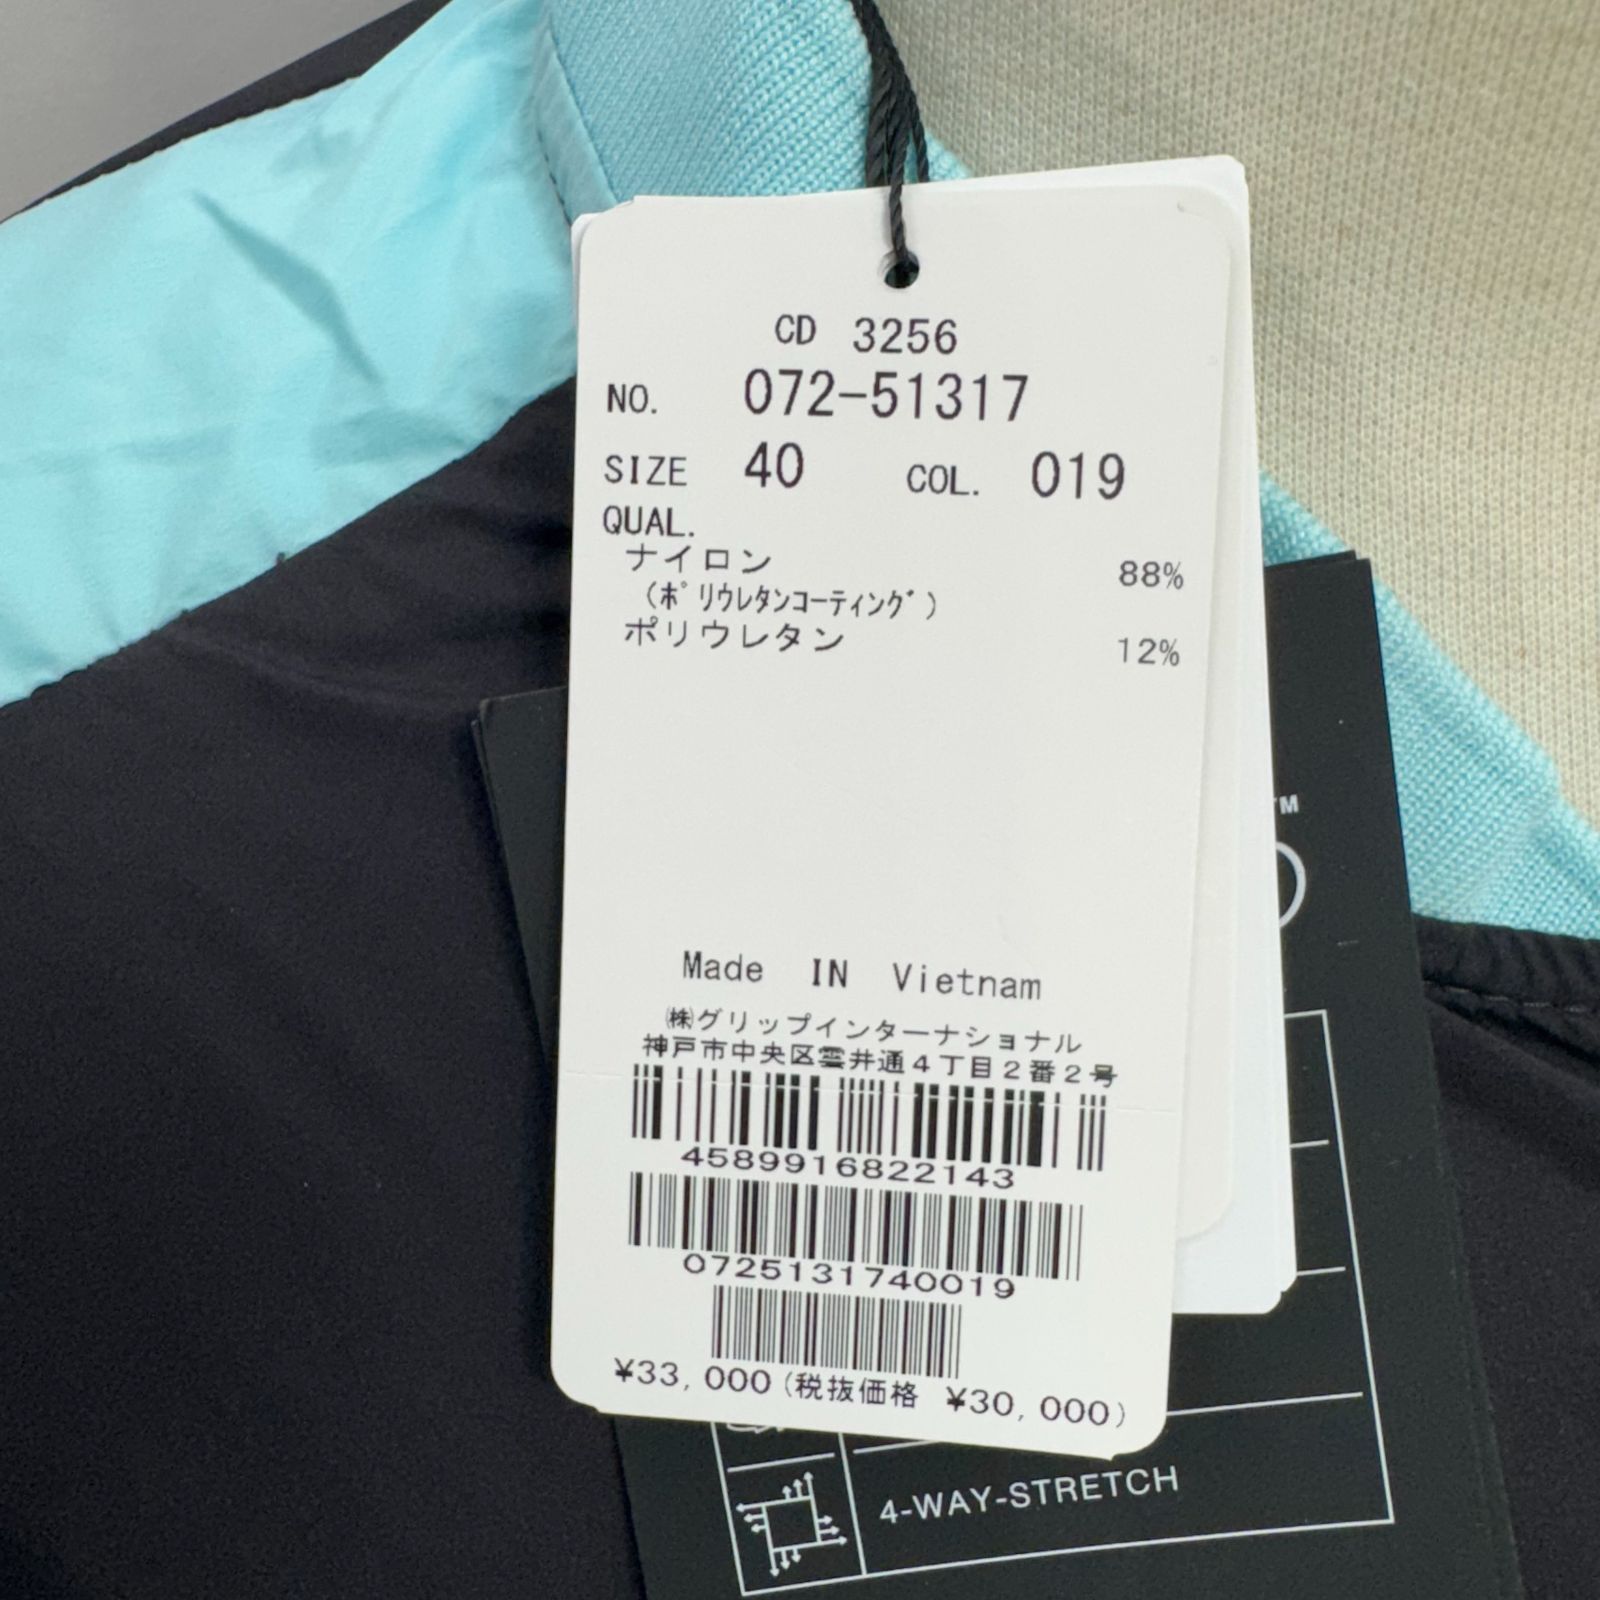 CD 3256
NO. 072-51317
SIZE 40 COL. 019
QUAL.
ナイロン 88%
(ﾎﾟﾘｳﾚﾀﾝｺｰﾃｨﾝｸﾞ)
ポリウレタン 12%
TM
Made IN Vietnam
㈱グリップインターナショナル
神戸市中央区雲井通4丁目2番2号
4589916822143
0725131740019
¥33,000(税抜価格 ¥30,000)
4-WAY-STRETCH